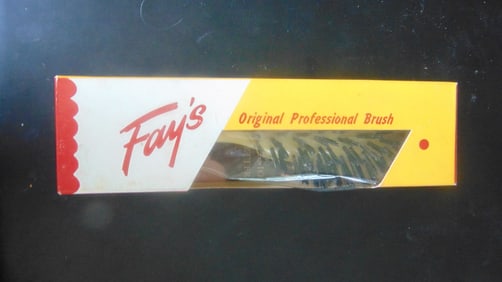 Fay's
Original Professional Brush